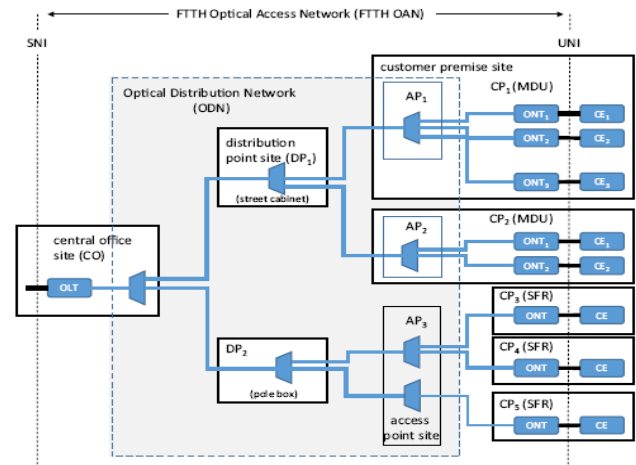 FTTH Optical Access Network (FTTH OAN)
SNI
UNI
customer premise site
Optical Distribution Network
(ODN)
AP1
CP1 (MDU)
ONT1
CE1
ONT2
CE2
ONT3
CE3
distribution
point site (DP1)
(street cabinet)
AP2
CP2 (MDU)
ONT1
CE1
ONT2
CE2
central office
site (CO)
OLT
CP3 (SFR)
ONT
CE
DP2
(pole box)
AP3
CP4 (SFR)
ONT
CE
access
point site
CP5 (SFR)
ONT
CE